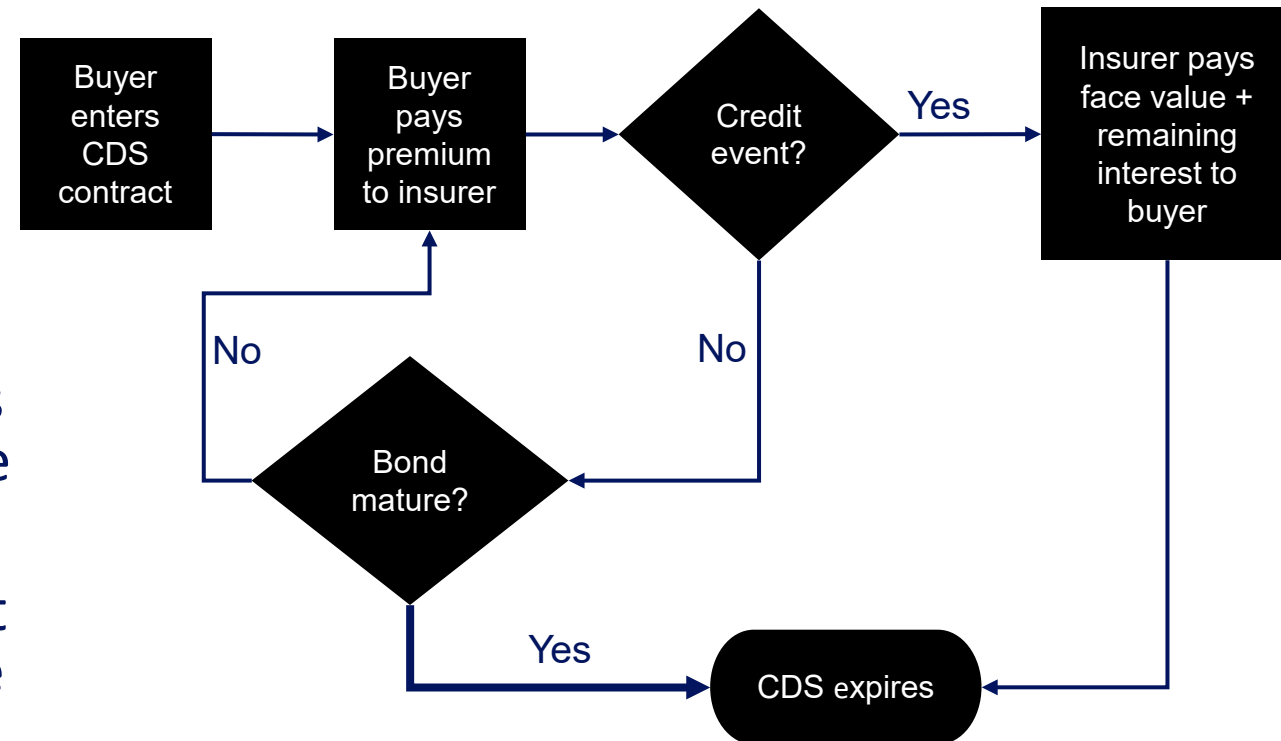 Buyer
enters
CDS
contract
Buyer
pays
premium
to insurer
Credit
event?
Yes
Insurer pays
face value +
remaining
interest to
buyer
No
No
Bond
mature?
Yes
CDS expires